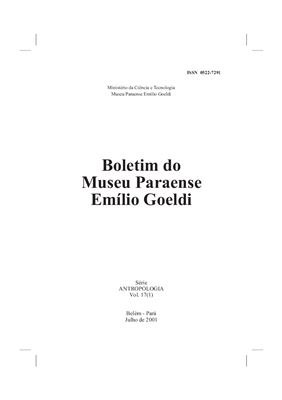 ISSN 0522-7291
Ministério da Ciência e Tecnologia
Museu Paraense Emílio Goeldi
Boletim do
Museu Paraense
Emílio Goeldi
Série
ANTROPOLOGIA
Vol. 17(1)
Belém - Pará
Julho de 2001